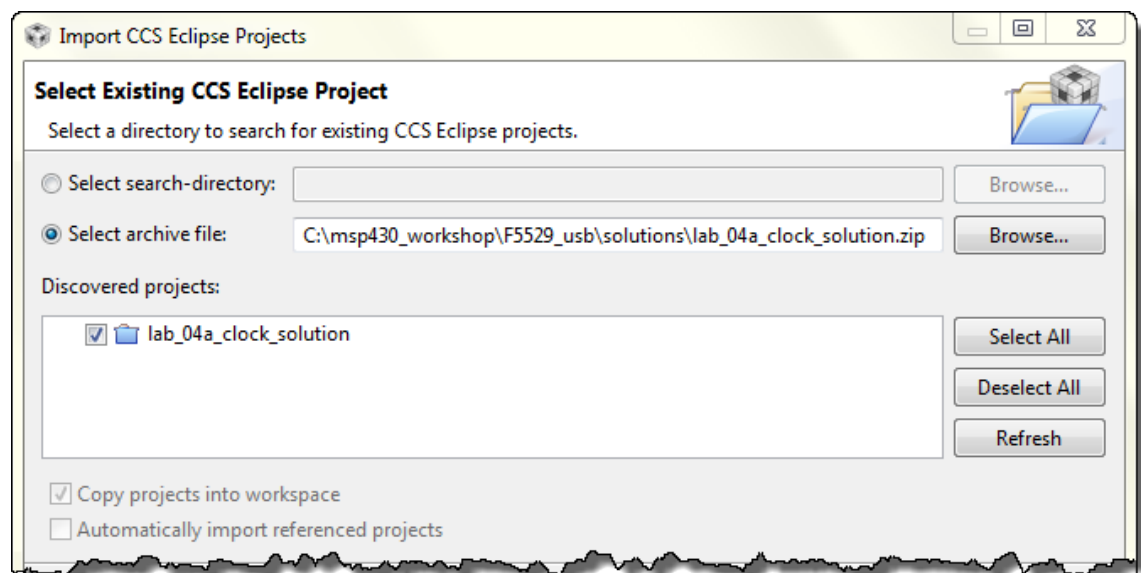 Import CCS Eclipse Projects
Select Existing CCS Eclipse Project
Select a directory to search for existing CCS Eclipse projects.
Select search-directory: Browse...
Select archive file: C:\msp430_workshop\F5529_usb\solutions\lab_04a_clock_solution.zip Browse...
Discovered projects:
lab_04a_clock_solution Select All
Deselect All
Refresh
Copy projects into workspace
Automatically import referenced projects